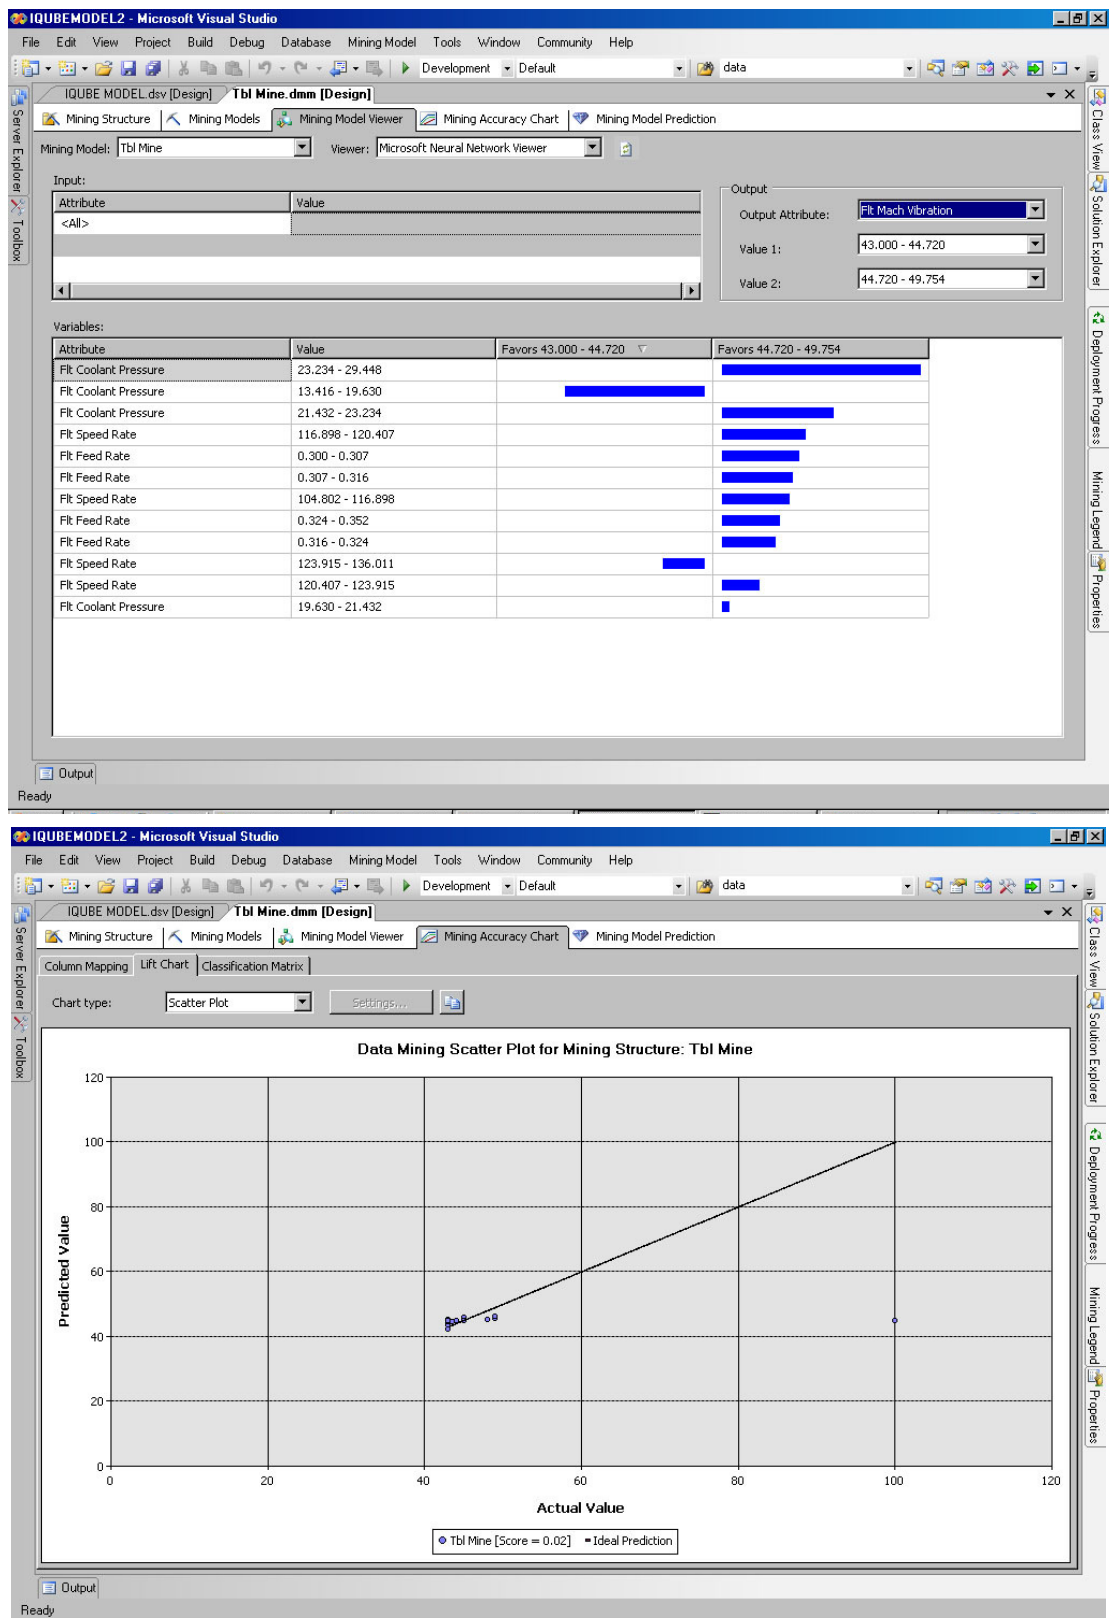 IQUBEMODEL2 - Microsoft Visual Studio
File Edit View Project Build Debug Database Mining Model Tools Window Community Help
Development Default data
IQUBE MODEL.dsv [Design] Tbl Mine.dmm [Design]
Mining Structure Mining Models Mining Model Viewer Mining Accuracy Chart Mining Model Prediction
Mining Model: Tbl Mine Viewer: Microsoft Neural Network Viewer
Input:
Attribute Value
<All>
Output
Output Attribute: Flt Mach Vibration
Value 1: 43.000 - 44.720
Value 2: 44.720 - 49.754
Variables:
Attribute Value Favors 43.000 - 44.720 Favors 44.720 - 49.754
Flt Coolant Pressure 23.234 - 29.448
Flt Coolant Pressure 13.416 - 19.630
Flt Coolant Pressure 21.432 - 23.234
Flt Speed Rate 116.898 - 120.407
Flt Feed Rate 0.300 - 0.307
Flt Feed Rate 0.307 - 0.316
Flt Speed Rate 104.802 - 116.898
Flt Feed Rate 0.324 - 0.352
Flt Feed Rate 0.316 - 0.324
Flt Speed Rate 123.915 - 136.011
Flt Speed Rate 120.407 - 123.915
Flt Coolant Pressure 19.630 - 21.432
Server Explorer
Toolbox
Class View
Solution Explorer
Deployment Progress
Mining Legend
Properties
Output
Ready
IQUBEMODEL2 - Microsoft Visual Studio
File Edit View Project Build Debug Database Mining Model Tools Window Community Help
Development Default data
IQUBE MODEL.dsv [Design] Tbl Mine.dmm [Design]
Mining Structure Mining Models Mining Model Viewer Mining Accuracy Chart Mining Model Prediction
Column Mapping Lift Chart Classification Matrix
Chart type: Scatter Plot Settings...
Data Mining Scatter Plot for Mining Structure: Tbl Mine
120
100
80
60
40
20
0
Predicted Value
0 20 40 60 80 100 120
Actual Value
Tbl Mine [Score = 0.02] Ideal Prediction
Server Explorer
Toolbox
Class View
Solution Explorer
Deployment Progress
Mining Legend
Properties
Output
Ready